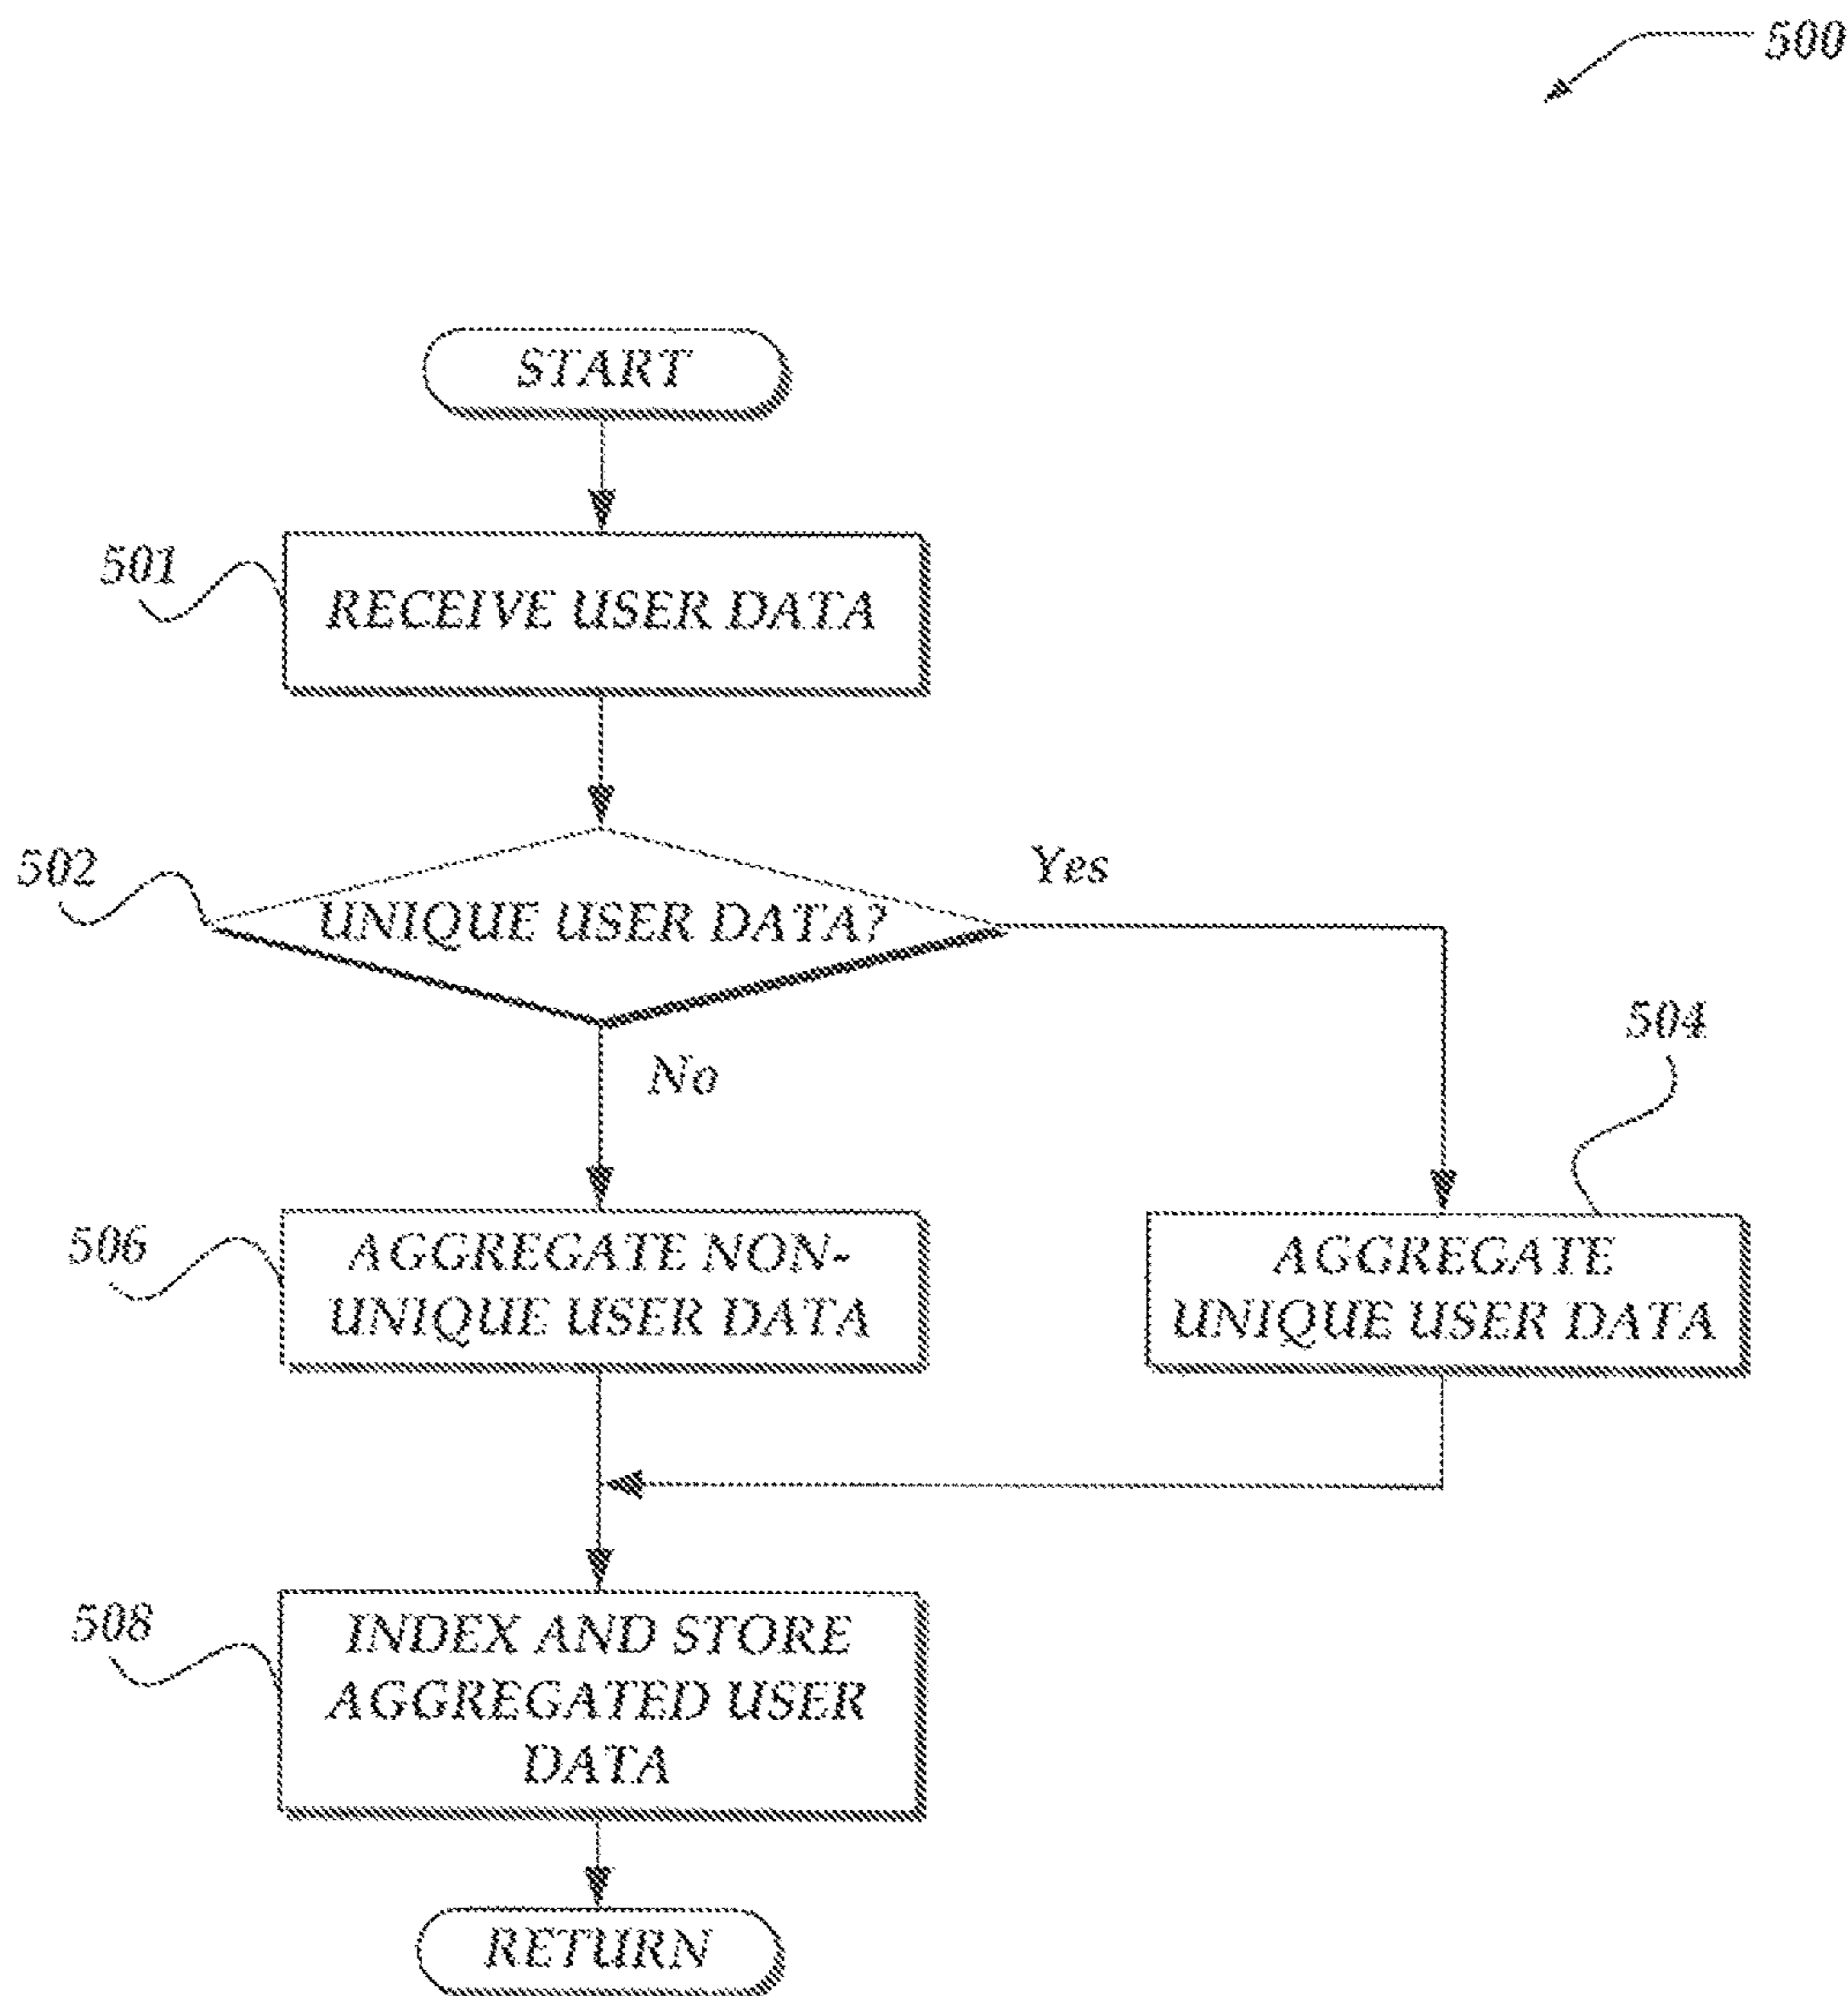 500
START
501
RECEIVE USER DATA
502
UNIQUE USER DATA?
Yes
No
504
506
AGGREGATE NON-
UNIQUE USER DATA
AGGREGATE
UNIQUE USER DATA
508
INDEX AND STORE
AGGREGATED USER
DATA
RETURN